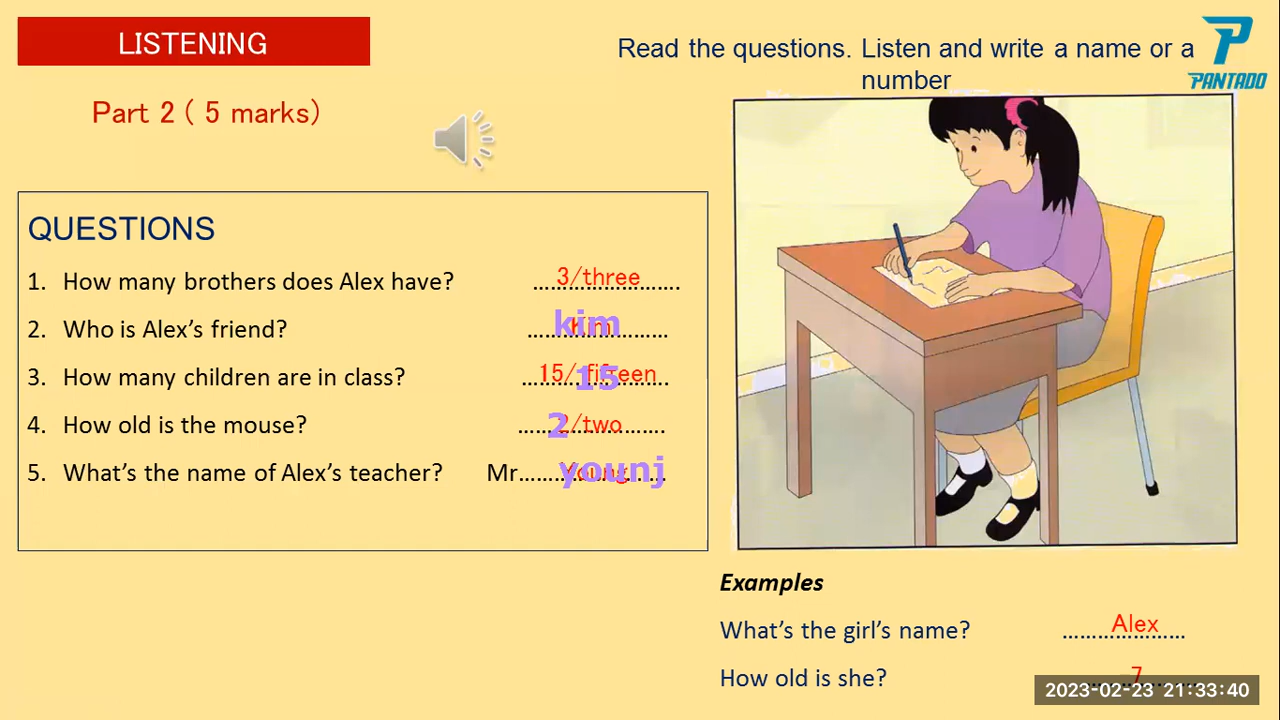 LISTENING
Read the questions. Listen and write a name or a
number
PANTADO
Part 2 ( 5 marks)
QUESTIONS
1. How many brothers does Alex have? ........................ 3/three
2. Who is Alex’s friend? ........................ kim
3. How many children are in class? ........................ 15/ fifteen 15
4. How old is the mouse? ........................ 2/two 2
5. What’s the name of Alex’s teacher? Mr........................ Young younj
Examples
What’s the girl’s name? ..................... Alex
How old is she? 7
2023-02-23 21:33:40